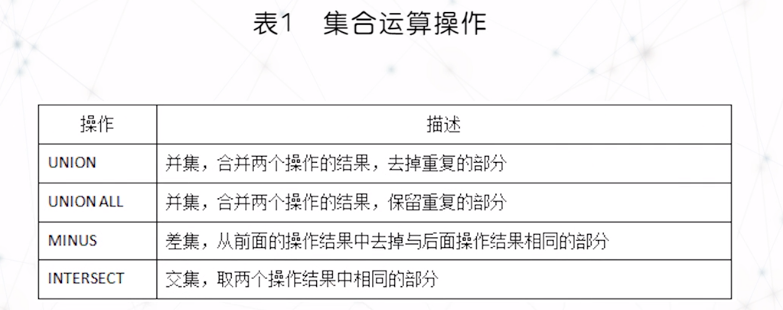 表1 集合运算操作
操作 描述
UNION 并集，合并两个操作的结果，去掉重复的部分
UNION ALL 并集，合并两个操作的结果，保留重复的部分
MINUS 差集，从前面的操作结果中去掉与后面操作结果相同的部分
INTERSECT 交集，取两个操作结果中相同的部分